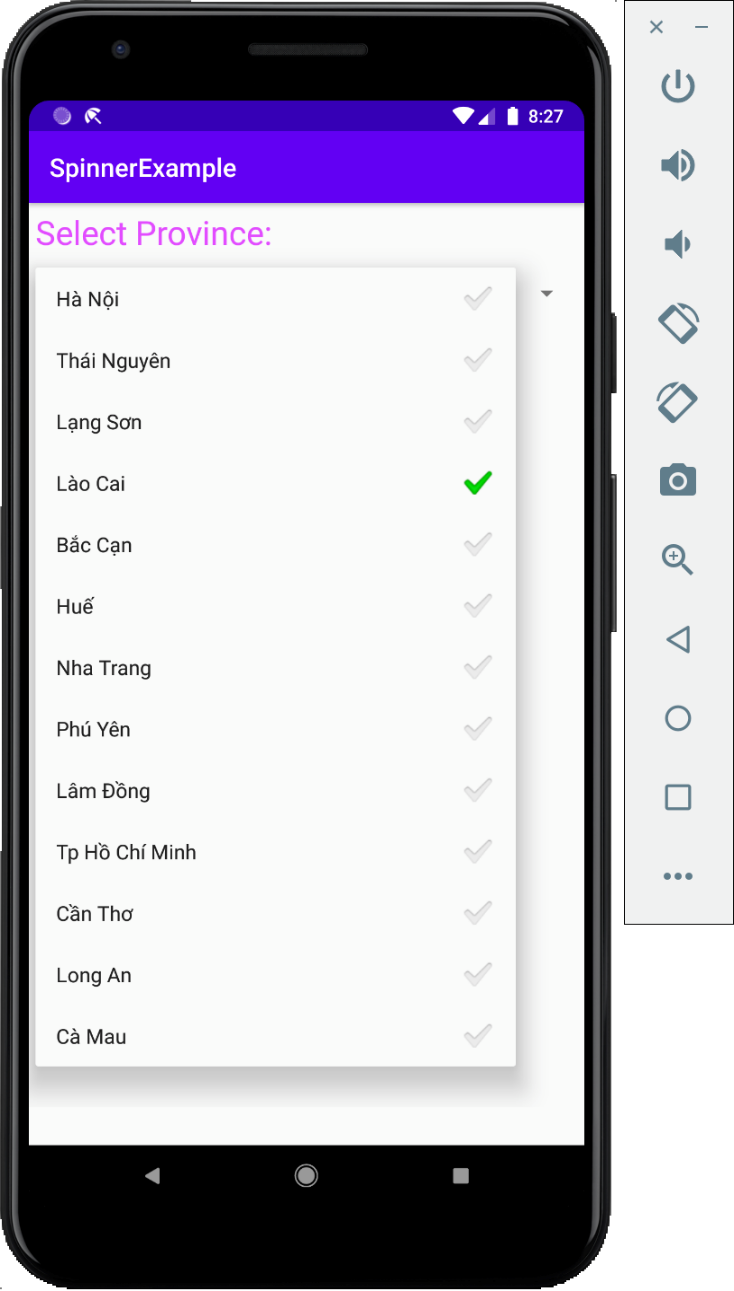 8:27
SpinnerExample
Select Province:
Hà Nội
Thái Nguyên
Lạng Sơn
Lào Cai
Bắc Cạn
Huế
Nha Trang
Phú Yên
Lâm Đồng
Tp Hồ Chí Minh
Cần Thơ
Long An
Cà Mau